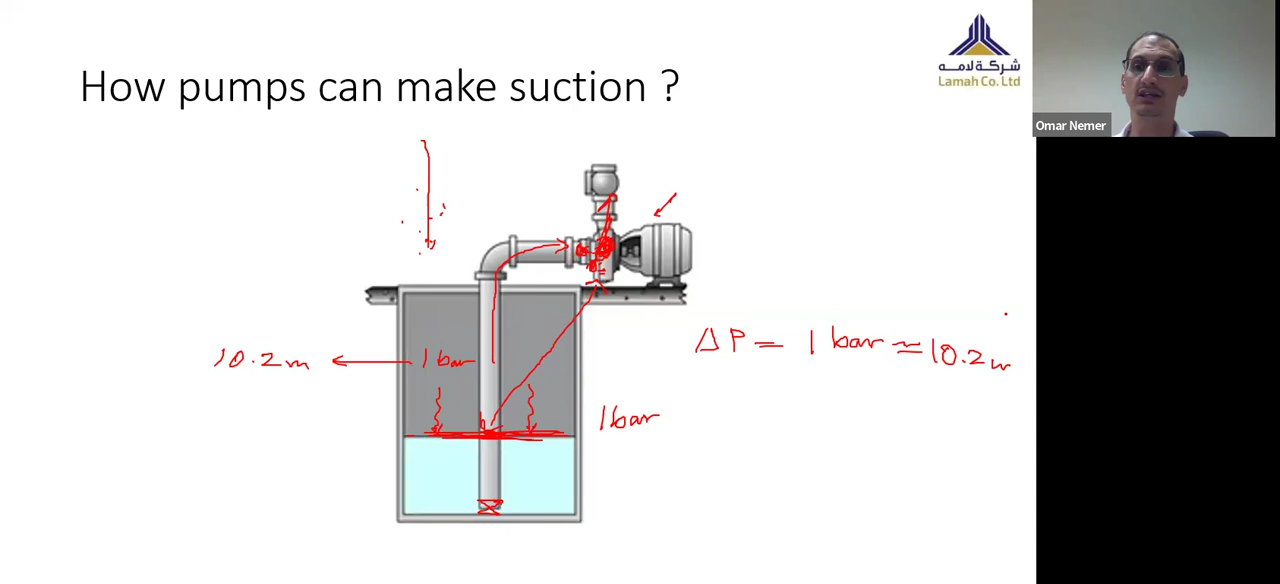 How pumps can make suction ?
شركة لامه
Lamah Co. Ltd
Omar Nemer
10.2m
1 bar
ΔP = 1 bar ≈ 10.2 m
1 bar